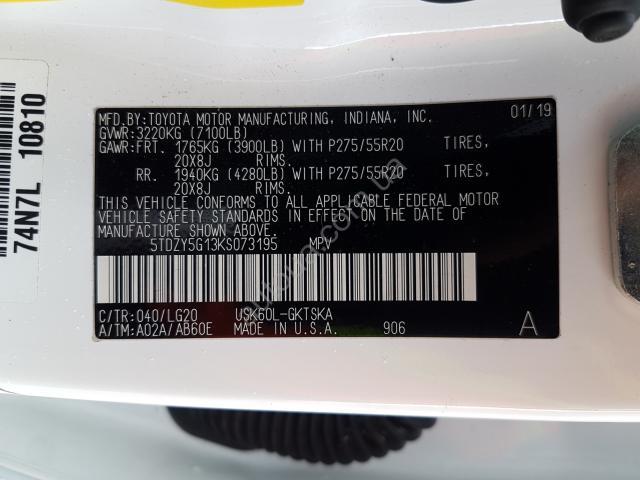 74N7L 10810
MFD.BY:TOYOTA MOTOR MANUFACTURING, INDIANA, INC. 01/19
GVWR:3220KG (7100LB)
GAWR:FRT. 1765KG (3900LB) WITH P275/55R20 TIRES,
20X8J RIMS.
RR. 1940KG (4280LB) WITH P275/55R20 TIRES,
20X8J RIMS.
THIS VEHICLE CONFORMS TO ALL APPLICABLE FEDERAL MOTOR
VEHICLE SAFETY STANDARDS IN EFFECT ON THE DATE OF
MANUFACTURE SHOWN ABOVE.
5TDZY5G13KS073195 MPV
C/TR:040/LG20 USK60L-GKTSKA
A/TM:A02A/AB60E MADE IN U.S.A. 906 A